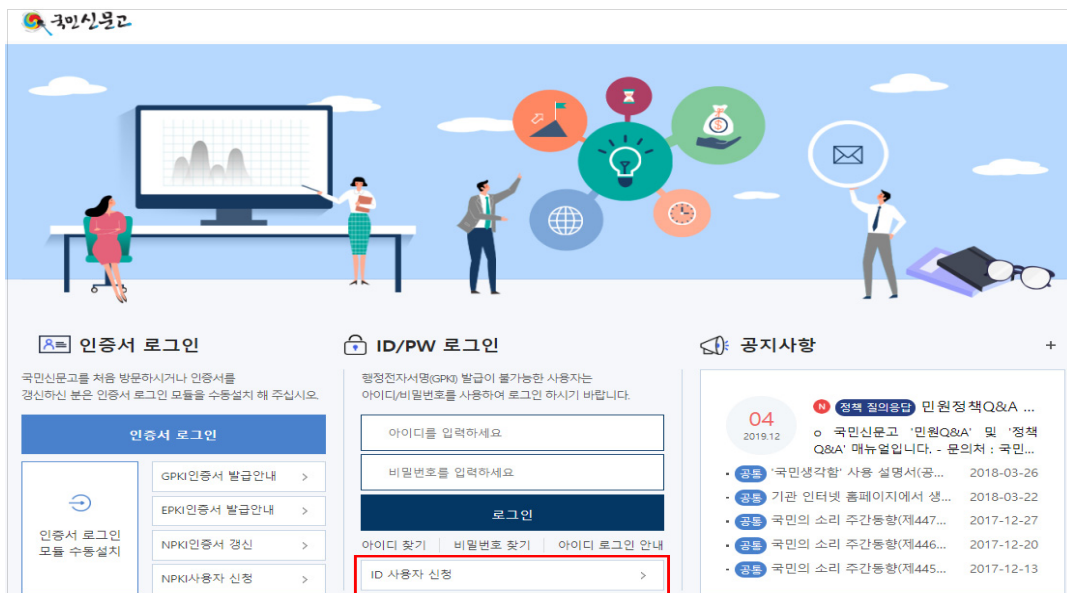 국민신문고
인증서 로그인
국민신문고를 처음 방문하시거나 인증서를
갱신하신 분은 인증서 로그인 모듈을 수동설치 해 주십시오.
인증서 로그인
인증서 로그인
모듈 수동설치
GPKI인증서 발급안내 >
EPKI인증서 발급안내 >
NPKI인증서 갱신 >
NPKI사용자 신청 >
ID/PW 로그인
행정전자서명(GPKI) 발급이 불가능한 사용자는
아이디/비밀번호를 사용하여 로그인 하시기 바랍니다.
아이디를 입력하세요
비밀번호를 입력하세요
로그인
아이디 찾기 비밀번호 찾기 아이디 로그인 안내
ID 사용자 신청 >
공지사항 +
04
2019.12
N 정책 질의응답 민원정책Q&A ...
o 국민신문고 '민원Q&A' 및 '정책
Q&A' 매뉴얼입니다. - 문의처 : 국민...
공통 '국민생각함' 사용 설명서(공... 2018-03-26
공통 기관 인터넷 홈페이지에서 생... 2018-03-22
공통 국민의 소리 주간동향(제447... 2017-12-27
공통 국민의 소리 주간동향(제446... 2017-12-20
공통 국민의 소리 주간동향(제445... 2017-12-13